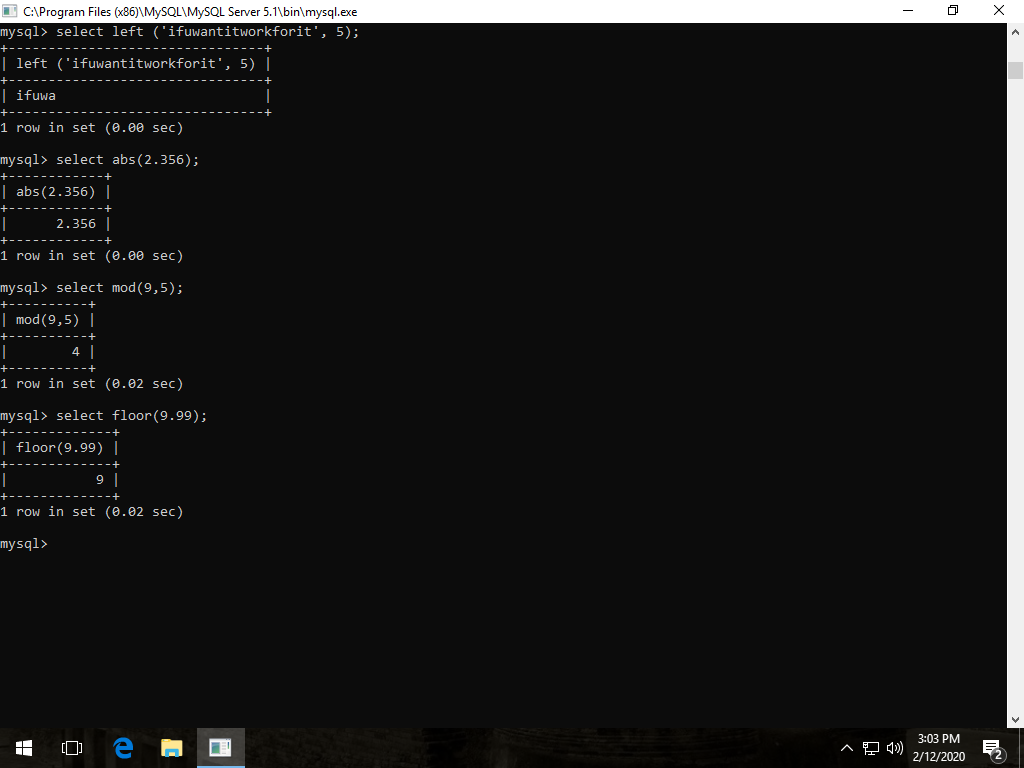 C:\Program Files (x86)\MySQL\MySQL Server 5.1\bin\mysql.exe
mysql> select left ('ifuwantitworkforit', 5);
+--------------------------------+
| left ('ifuwantitworkforit', 5) |
+--------------------------------+
| ifuwa                          |
+--------------------------------+
1 row in set (0.00 sec)
mysql> select abs(2.356);
+------------+
| abs(2.356) |
+------------+
|      2.356 |
+------------+
1 row in set (0.00 sec)
mysql> select mod(9,5);
+----------+
| mod(9,5) |
+----------+
|        4 |
+----------+
1 row in set (0.02 sec)
mysql> select floor(9.99);
+-------------+
| floor(9.99) |
+-------------+
|           9 |
+-------------+
1 row in set (0.02 sec)
mysql>
3:03 PM
2/12/2020
2